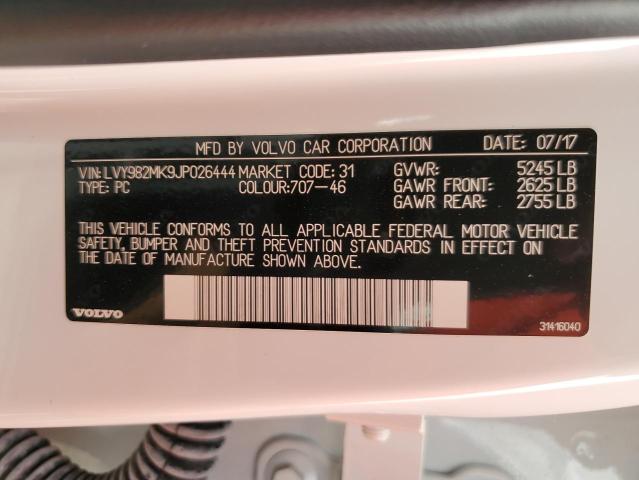 MFD BY VOLVO CAR CORPORATION DATE: 07/17
VIN: LVY982MK9JP026444 MARKET CODE: 31 GVWR: 5245 LB
TYPE: PC COLOUR:707-46 GAWR FRONT: 2625 LB
GAWR REAR: 2755 LB
THIS VEHICLE CONFORMS TO ALL APPLICABLE FEDERAL MOTOR VEHICLE
SAFETY, BUMPER AND THEFT PREVENTION STANDARDS IN EFFECT ON
THE DATE OF MANUFACTURE SHOWN ABOVE.
VOLVO 31416040